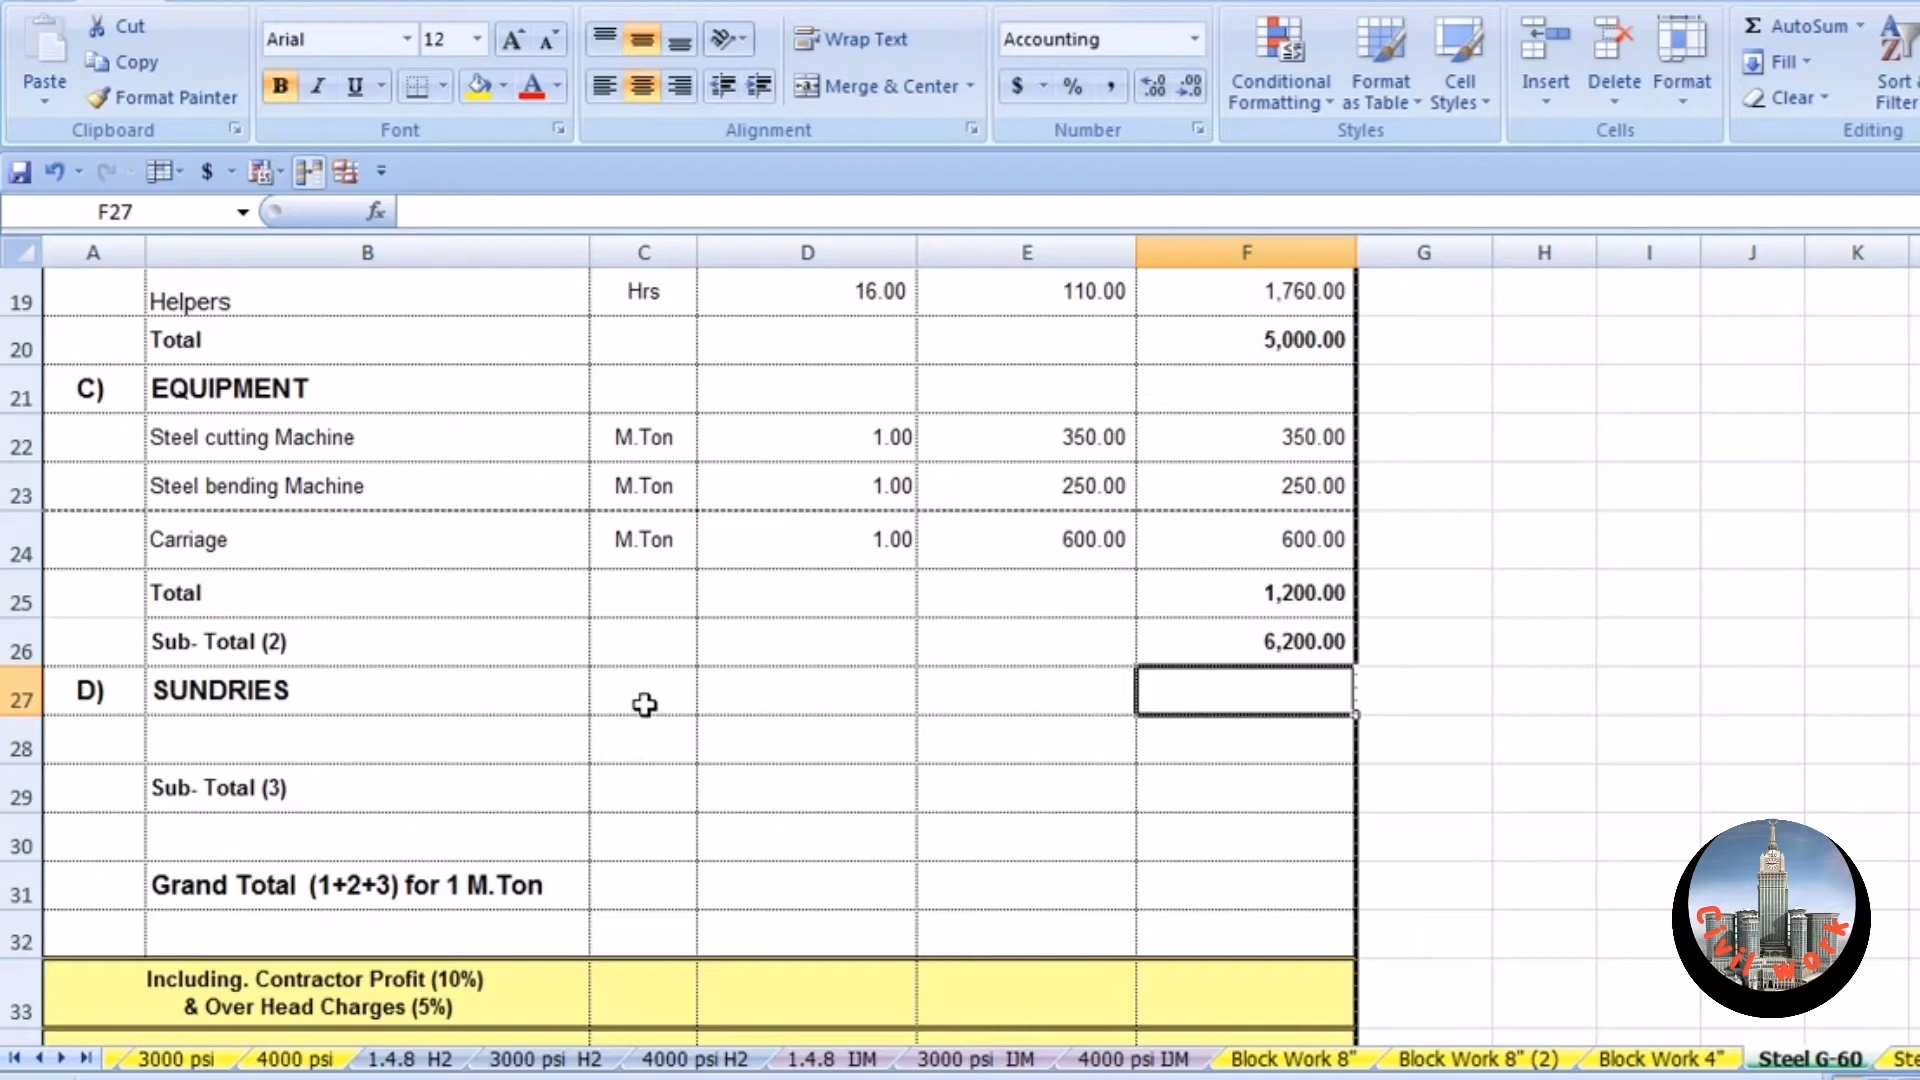 Paste
Cut
Copy
Format Painter
Clipboard
Arial
12
A A
B I U
A
Font
Wrap Text
Merge & Center
Alignment
Accounting
$ % ,
.00
.00
Number
Conditional
Formatting
Format
as Table
Cell
Styles
Styles
Insert
Delete
Format
Cells
Σ AutoSum
Fill
Clear
Sort
Filter
Editing
F27
fx
A B C D E F G H I J K
19 Helpers Hrs 16.00 110.00 1,760.00
20 Total 5,000.00
21 C) EQUIPMENT
22 Steel cutting Machine M.Ton 1.00 350.00 350.00
23 Steel bending Machine M.Ton 1.00 250.00 250.00
24 Carriage M.Ton 1.00 600.00 600.00
25 Total 1,200.00
26 Sub- Total (2) 6,200.00
27 D) SUNDRIES
28
29 Sub- Total (3)
30
31 Grand Total (1+2+3) for 1 M.Ton
32
33 Including. Contractor Profit (10%)
& Over Head Charges (5%)
Civil work
3000 psi 4000 psi 1.4.8 H2 3000 psi H2 4000 psi H2 1.4.8 IJM 3000 psi IJM 4000 psi IJM Block Work 8" Block Work 8" (2) Block Work 4" Steel G-60 Ste